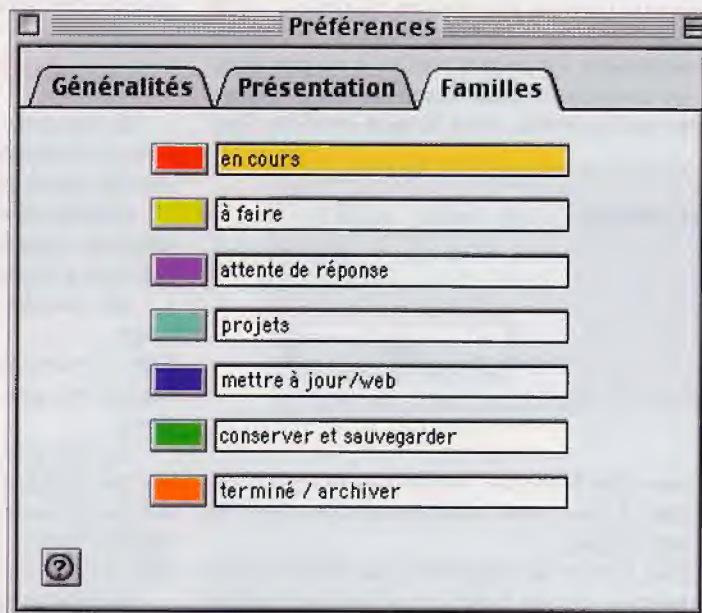 Préférences
Généralités Présentation Familles
en cours
à faire
attente de réponse
projets
mettre à jour/web
conserver et sauvegarder
terminé / archiver
?